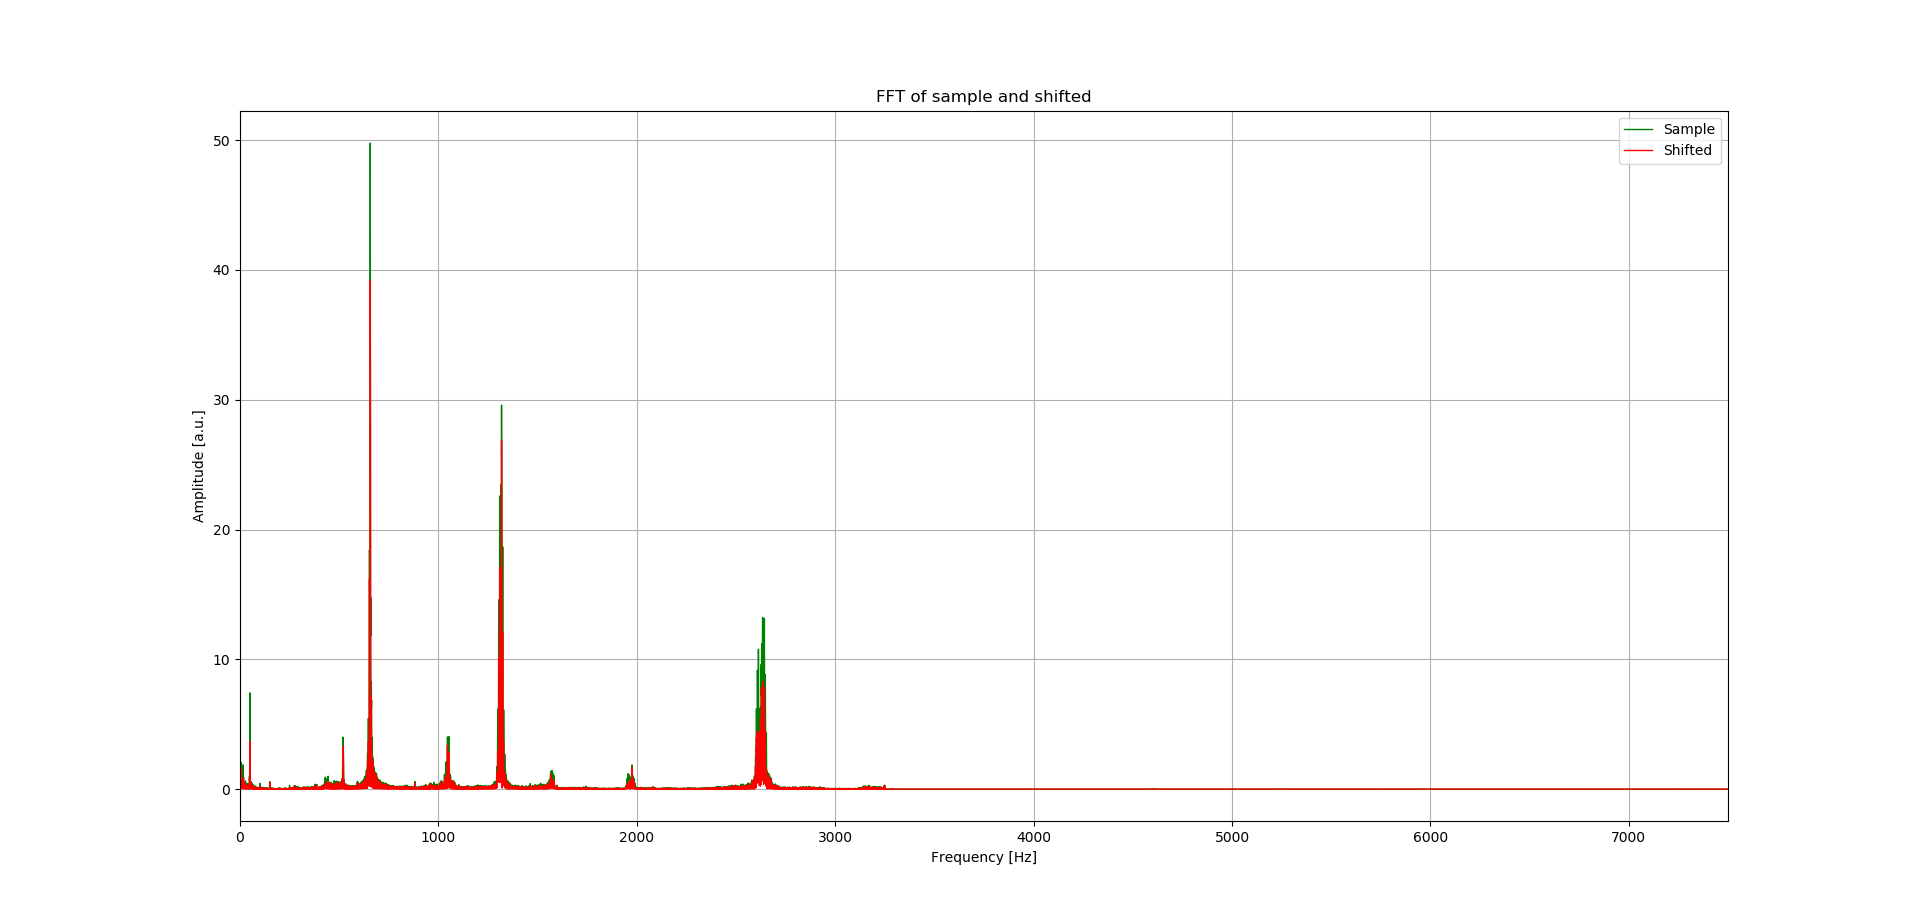 FFT of sample and shifted
Sample
Shifted
50
40
30
20
10
0
Amplitude [a.u.]
0 1000 2000 3000 4000 5000 6000 7000
Frequency [Hz]